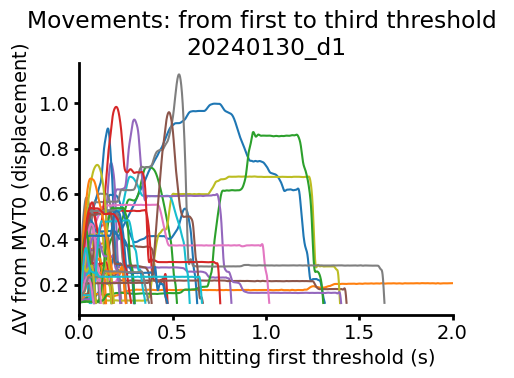 Movements: from first to third threshold
20240130_d1
ΔV from MVT0 (displacement)
1.0
0.8
0.6
0.4
0.2
0.0
0.5
1.0
1.5
2.0
time from hitting first threshold (s)